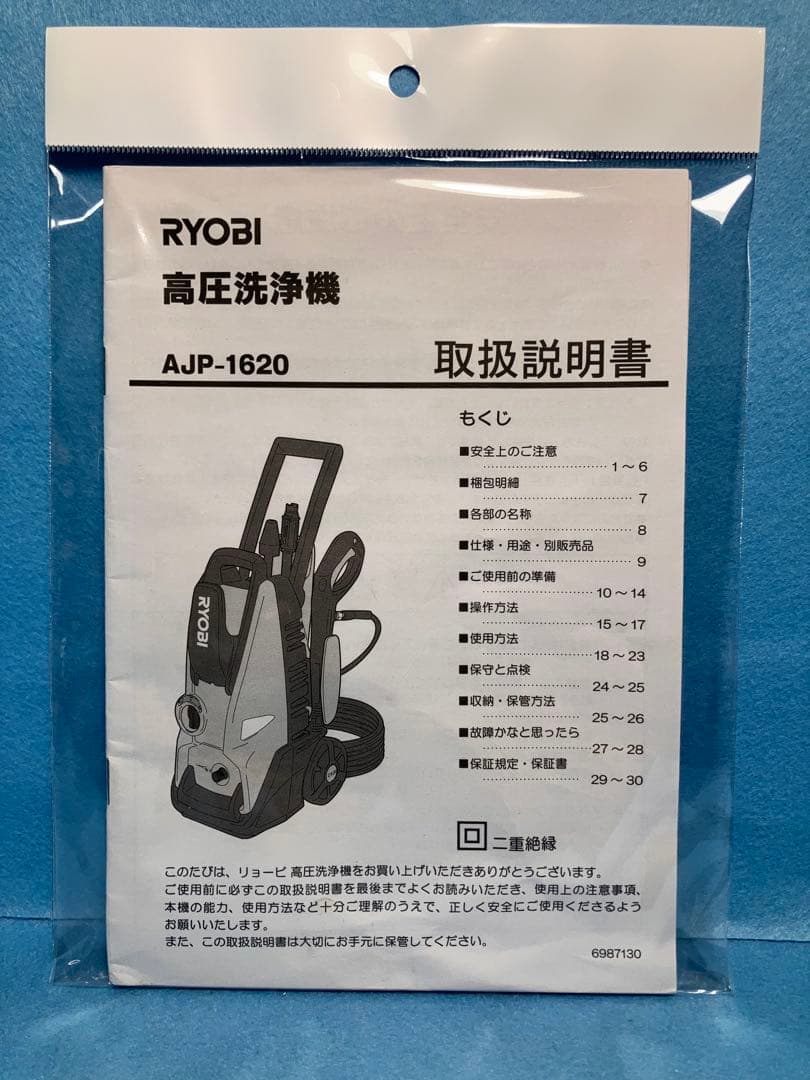 RYOBI
高圧洗浄機
AJP-1620 取扱説明書
もくじ
■安全上のご注意
1～6
■梱包明細
7
■各部の名称
8
■仕様・用途・別販売品
9
■ご使用前の準備
10～14
■操作方法
15～17
■使用方法
18～23
■保守と点検
24～25
■収納・保管方法
25～26
■故障かなと思ったら
27～28
■保証規定・保証書
29～30
RYOBI
二重絶縁
このたびは、リョービ 高圧洗浄機をお買い上げいただきありがとうございます。
ご使用前に必ずこの取扱説明書を最後までよくお読みいただき、使用上の注意事項、
本機の能力、使用方法など十分ご理解のうえで、正しく安全にご使用くださるよう
お願いいたします。
また、この取扱説明書は大切にお手元に保管してください。
6987130